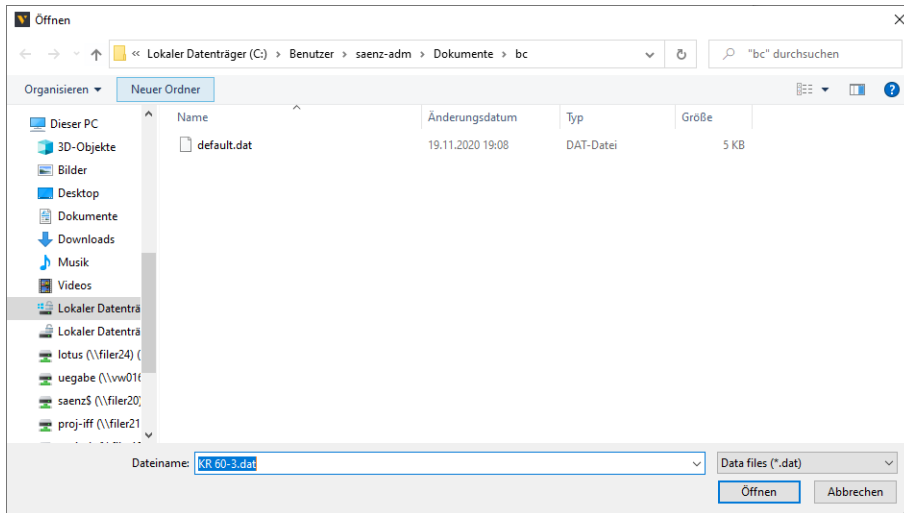 Öffnen
« Lokaler Datenträger (C:) › Benutzer › saenz-adm › Dokumente › bc
"bc" durchsuchen
Organisieren
Neuer Ordner
Name Änderungsdatum Typ Größe
default.dat 19.11.2020 19:08 DAT-Datei 5 KB
Dieser PC
3D-Objekte
Bilder
Desktop
Dokumente
Downloads
Musik
Videos
Lokaler Datenträ
Lokaler Datenträ
lotus (\\filer24) (
uegabe (\\vw016
saenz$ (\\filer20)
proj-iff (\\filer21
Dateiname: KR 60-3.dat
Data files (*.dat)
Öffnen Abbrechen